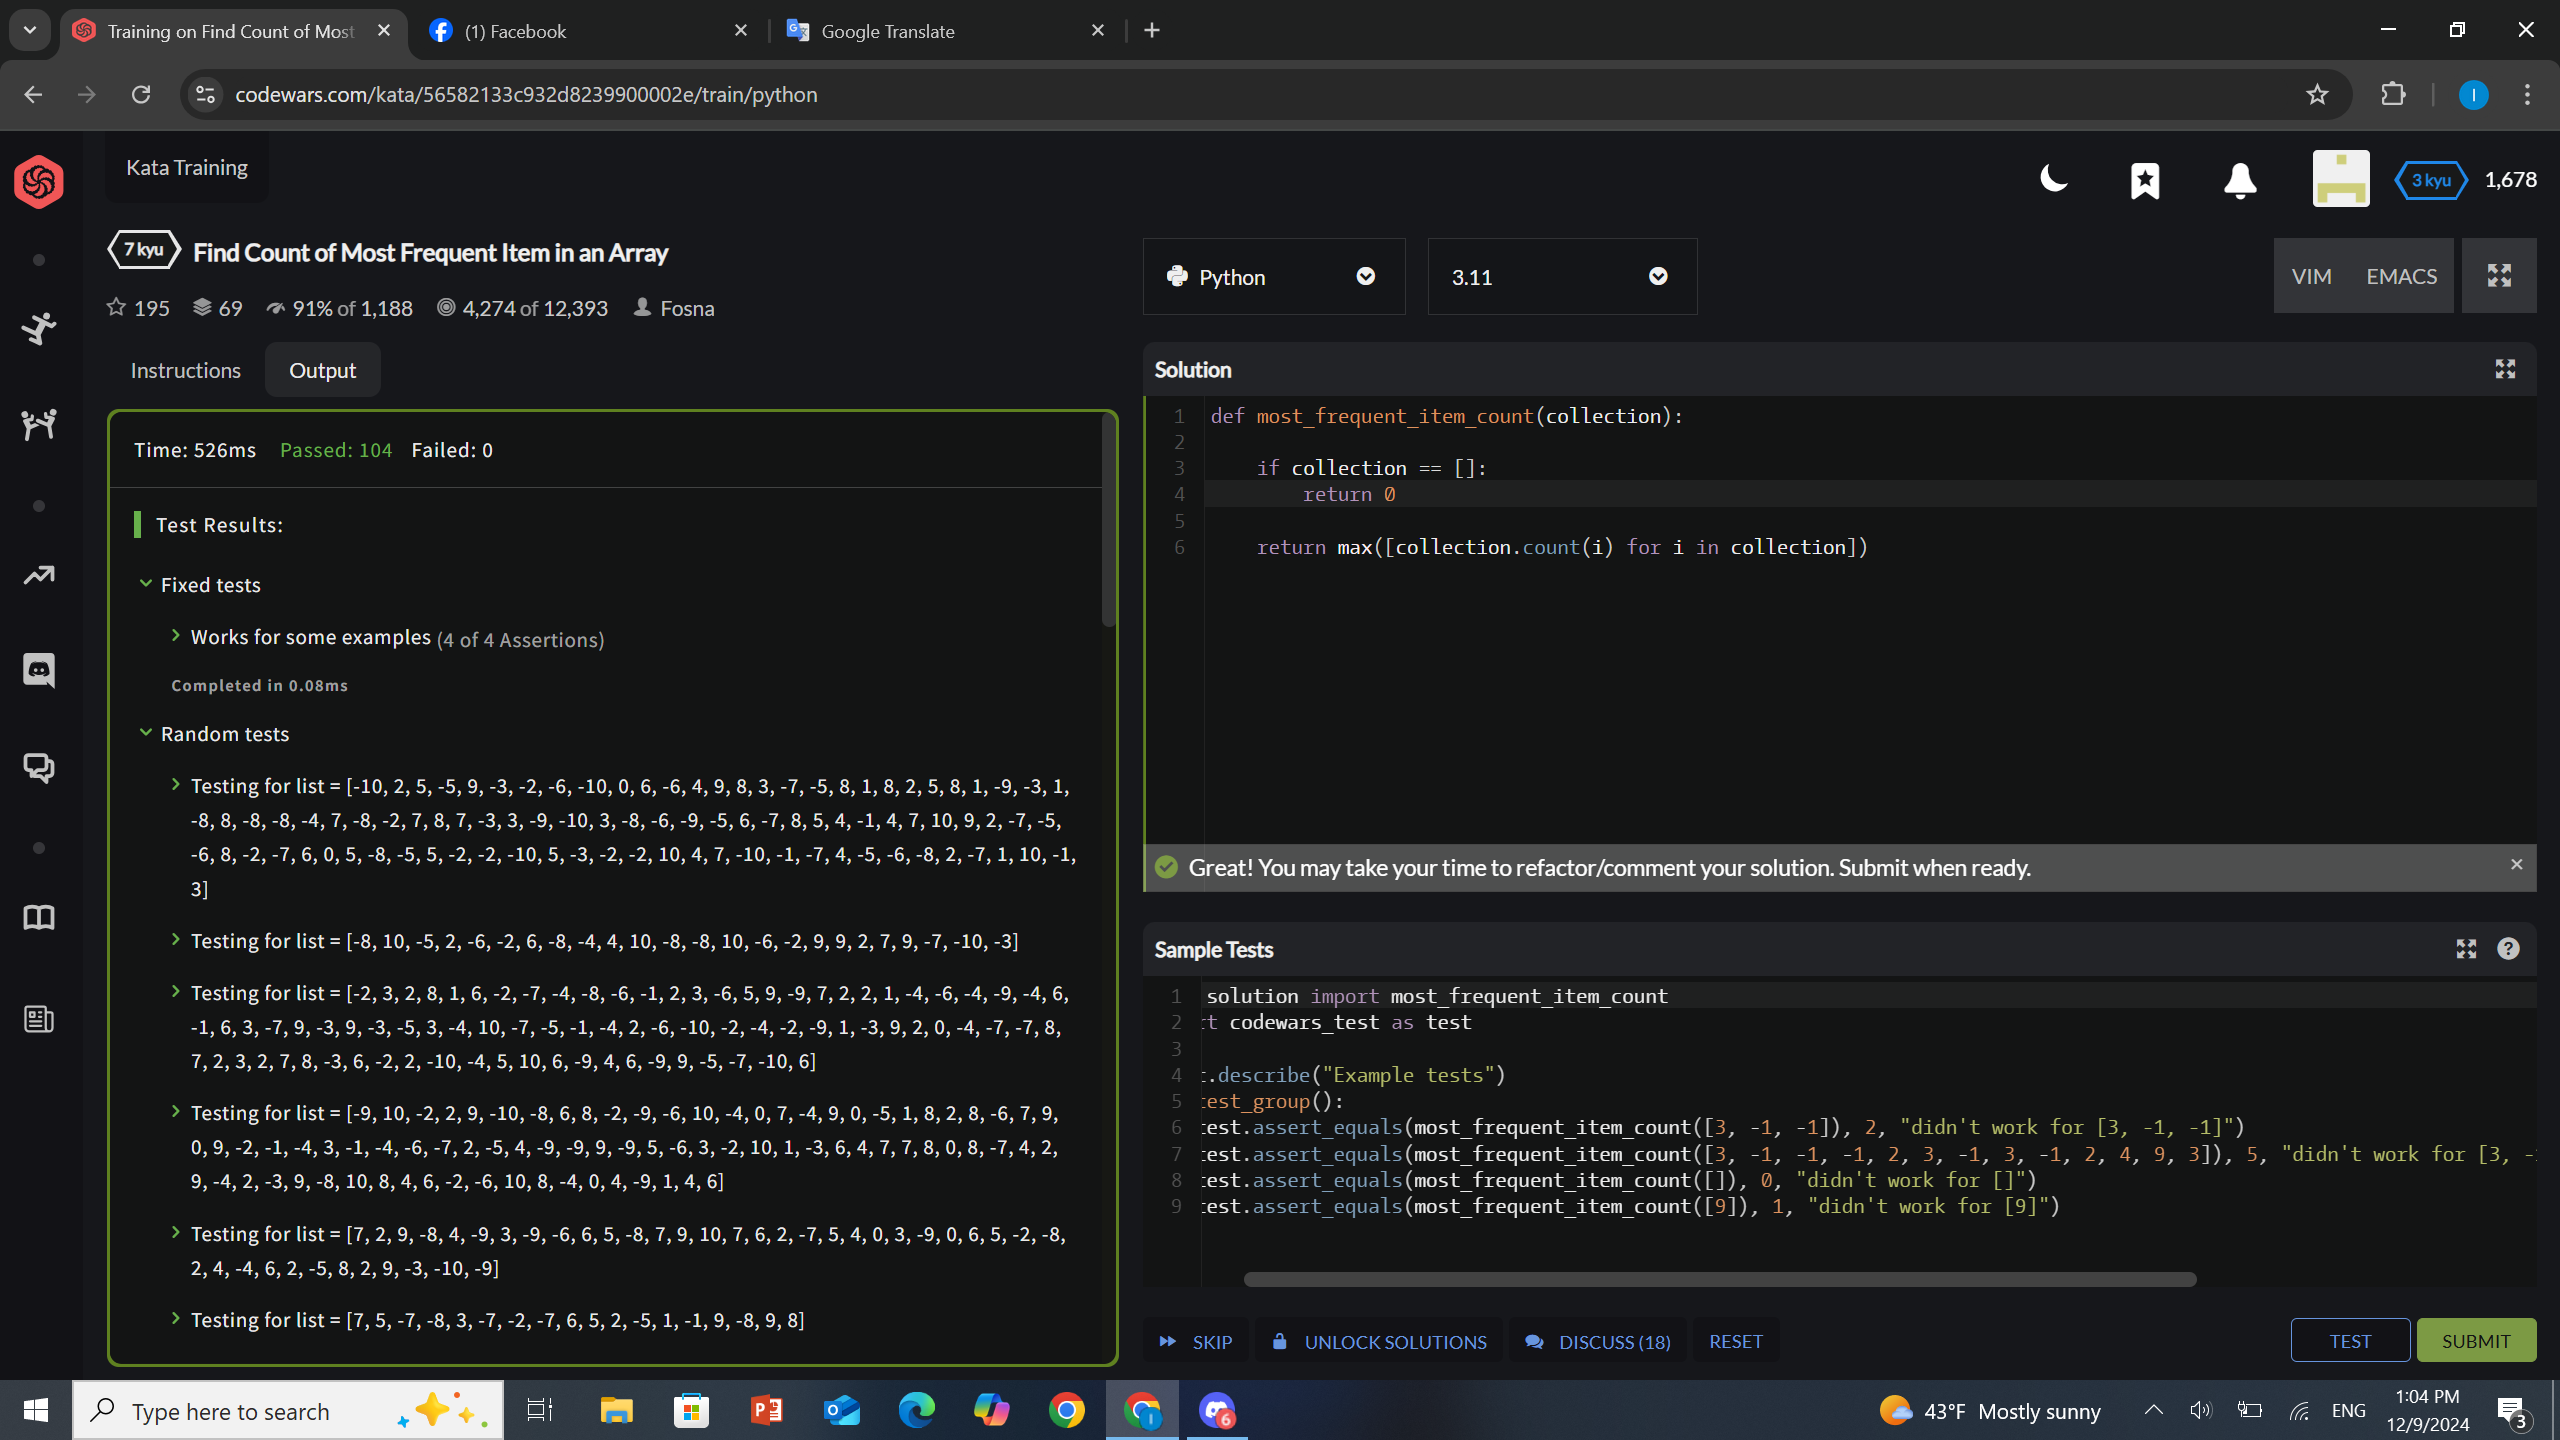 Training on Find Count of Most
(1) Facebook
Google Translate
codewars.com/kata/56582133c932d8239900002e/train/python
I
Kata Training
3 kyu
1,678
7 kyu
Find Count of Most Frequent Item in an Array
195
69
91% of 1,188
4,274 of 12,393
Fosna
Instructions
Output
Time: 526ms Passed: 104 Failed: 0
Test Results:
Fixed tests
Works for some examples (4 of 4 Assertions)
Completed in 0.08ms
Random tests
Testing for list = [-10, 2, 5, -5, 9, -3, -2, -6, -10, 0, 6, -6, 4, 9, 8, 3, -7, -5, 8, 1, 8, 2, 5, 8, 1, -9, -3, 1,
-8, 8, -8, -8, -4, 7, -8, -2, 7, 8, 7, -3, 3, -9, -10, 3, -8, -6, -9, -5, 6, -7, 8, 5, 4, -1, 4, 7, 10, 9, 2, -7, -5,
-6, 8, -2, -7, 6, 0, 5, -8, -5, 5, -2, -2, -10, 5, -3, -2, -2, 10, 4, 7, -10, -1, -7, 4, -5, -6, -8, 2, -7, 1, 10, -1,
3]
Testing for list = [-8, 10, -5, 2, -6, -2, 6, -8, -4, 4, 10, -8, -8, 10, -6, -2, 9, 9, 2, 7, 9, -7, -10, -3]
Testing for list = [-2, 3, 2, 8, 1, 6, -2, -7, -4, -8, -6, -1, 2, 3, -6, 5, 9, -9, 7, 2, 2, 1, -4, -6, -4, -9, -4, 6,
-1, 6, 3, -7, 9, -3, 9, -3, -5, 3, -4, 10, -7, -5, -1, -4, 2, -6, -10, -2, -4, -2, -9, 1, -3, 9, 2, 0, -4, -7, -7, 8,
7, 2, 3, 2, 7, 8, -3, 6, -2, 2, -10, -4, 5, 10, 6, -9, 4, 6, -9, 9, -5, -7, -10, 6]
Testing for list = [-9, 10, -2, 2, 9, -10, -8, 6, 8, -2, -9, -6, 10, -4, 0, 7, -4, 9, 0, -5, 1, 8, 2, 8, -6, 7, 9,
0, 9, -2, -1, -4, 3, -1, -4, -6, -7, 2, -5, 4, -9, -9, 9, -9, 5, -6, 3, -2, 10, 1, -3, 6, 4, 7, 7, 8, 0, 8, -7, 4, 2,
9, -4, 2, -3, 9, -8, 10, 8, 4, 6, -2, -6, 10, 8, -4, 0, 4, -9, 1, 4, 6]
Testing for list = [7, 2, 9, -8, 4, -9, 3, -9, -6, 6, 5, -8, 7, 9, 10, 7, 6, 2, -7, 5, 4, 0, 3, -9, 0, 6, 5, -2, -8,
2, 4, -4, 6, 2, -5, 8, 2, 9, -3, -10, -9]
Testing for list = [7, 5, -7, -8, 3, -7, -2, -7, 6, 5, 2, -5, 1, -1, 9, -8, 9, 8]
Python
3.11
VIM EMACS
Solution
1 def most_frequent_item_count(collection):
2
3 if collection == []:
4 return 0
5
6 return max([collection.count(i) for i in collection])
Great! You may take your time to refactor/comment your solution. Submit when ready.
Sample Tests
1 solution import most_frequent_item_count
2 rt codewars_test as test
3
4 t.describe("Example tests")
5 test_group():
6 test.assert_equals(most_frequent_item_count([3, -1, -1]), 2, "didn't work for [3, -1, -1]")
7 test.assert_equals(most_frequent_item_count([3, -1, -1, -1, 2, 3, -1, 3, -1, 2, 4, 9, 3]), 5, "didn't work for [3, -
8 test.assert_equals(most_frequent_item_count([]), 0, "didn't work for []")
9 test.assert_equals(most_frequent_item_count([9]), 1, "didn't work for [9]")
SKIP
UNLOCK SOLUTIONS
DISCUSS (18)
RESET
TEST
SUBMIT
Type here to search
6
43°F Mostly sunny
ENG
1:04 PM
12/9/2024
3